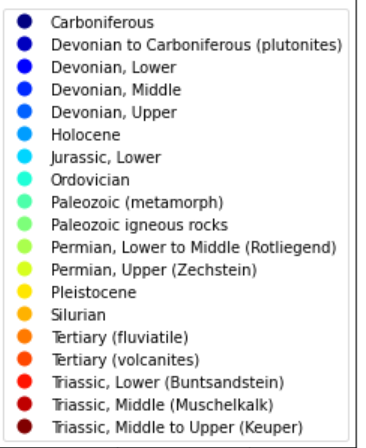 Carboniferous
Devonian to Carboniferous (plutonites)
Devonian, Lower
Devonian, Middle
Devonian, Upper
Holocene
Jurassic, Lower
Ordovician
Paleozoic (metamorph)
Paleozoic igneous rocks
Permian, Lower to Middle (Rotliegend)
Permian, Upper (Zechstein)
Pleistocene
Silurian
Tertiary (fluviatile)
Tertiary (volcanites)
Triassic, Lower (Buntsandstein)
Triassic, Middle (Muschelkalk)
Triassic, Middle to Upper (Keuper)